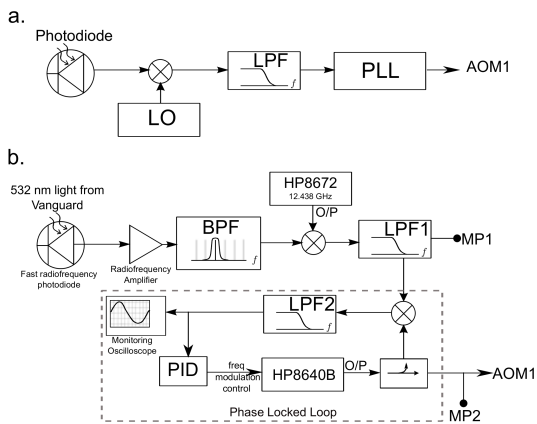 a.
Photodiode
LPF
f
PLL
AOM1
LO
b.
532 nm light from
Vanguard
HP8672
12.438 GHz
O/P
BPF
f
LPF1
f
MP1
Fast radiofrequency
photodiode
Radiofrequency
Amplifier
LPF2
f
Monitoring
Oscilloscope
PID
freq
modulation
control
HP8640B
O/P
AOM1
MP2
Phase Locked Loop